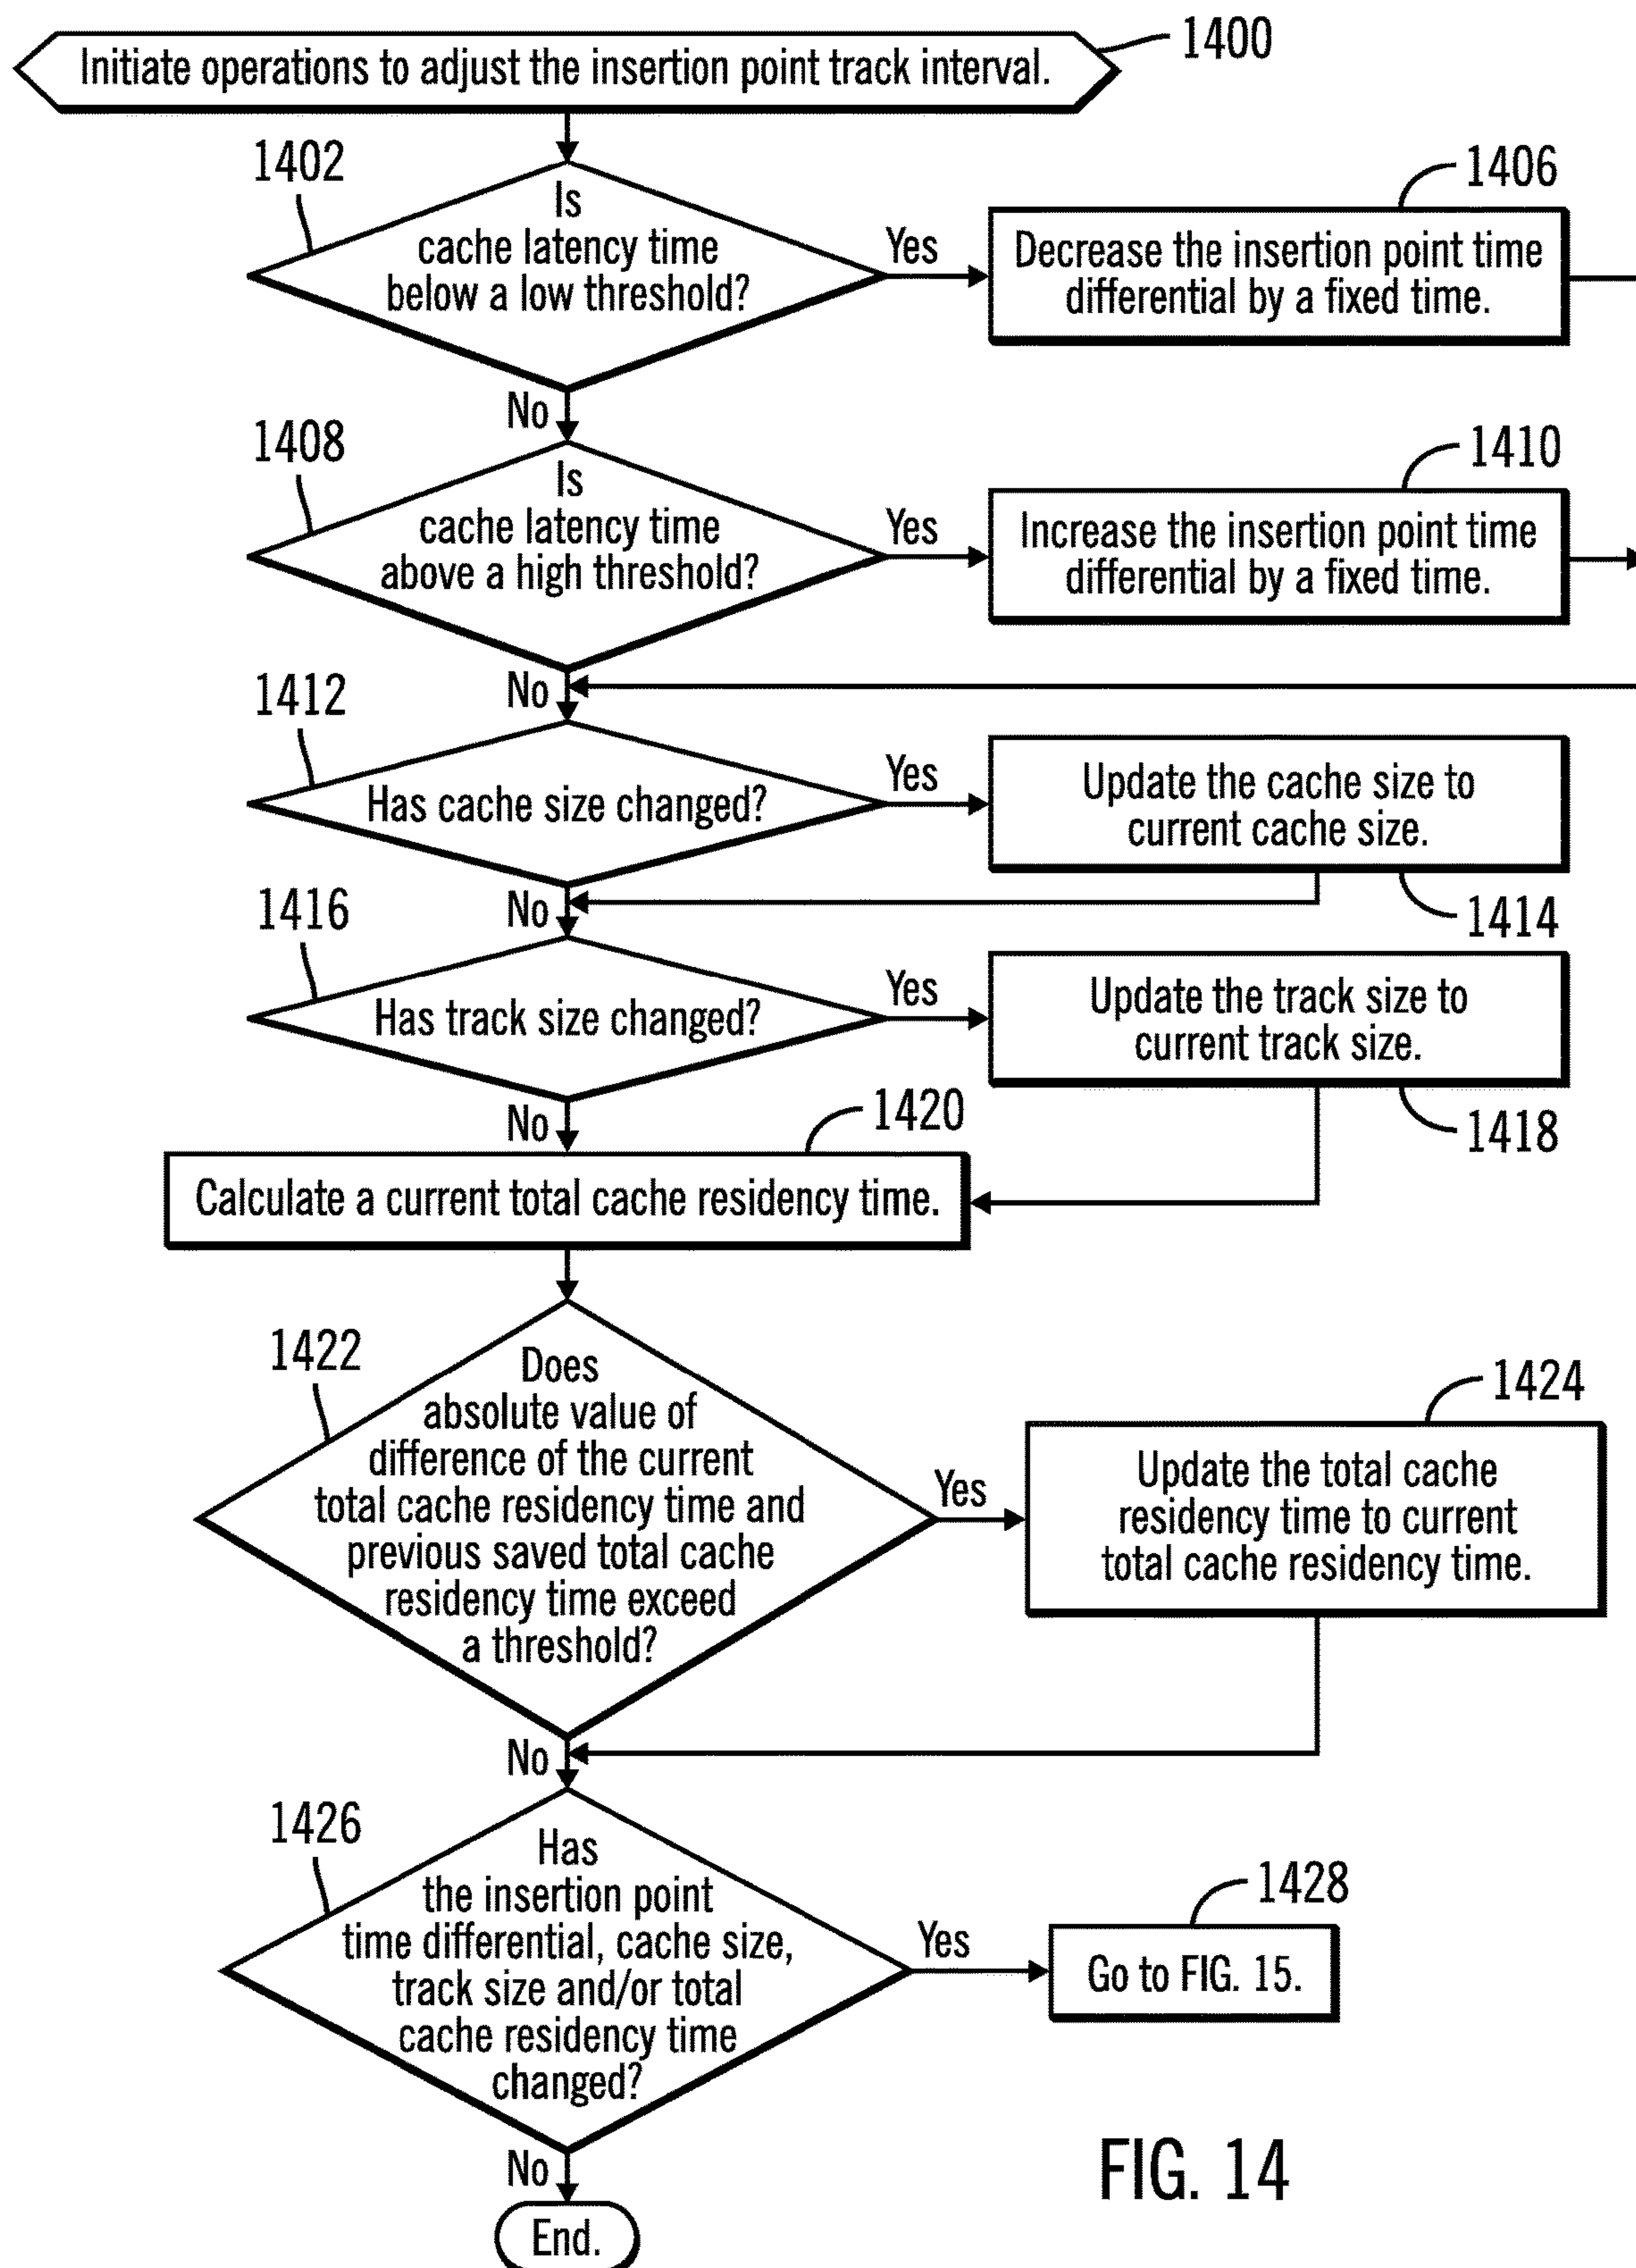 Initiate operations to adjust the insertion point track interval.
1400
1402
Is
cache latency time
below a low threshold?
Yes
1406
Decrease the insertion point time
differential by a fixed time.
No
1408
Is
cache latency time
above a high threshold?
Yes
1410
Increase the insertion point time
differential by a fixed time.
No
1412
Has cache size changed?
Yes
Update the cache size to
current cache size.
1414
No
1416
Has track size changed?
Yes
Update the track size to
current track size.
1418
No
1420
Calculate a current total cache residency time.
1422
Does
absolute value of
difference of the current
total cache residency time and
previous saved total cache
residency time exceed
a threshold?
Yes
1424
Update the total cache
residency time to current
total cache residency time.
No
1426
Has
the insertion point
time differential, cache size,
track size and/or total
cache residency time
changed?
Yes
1428
Go to FIG. 15.
No
End.
FIG. 14